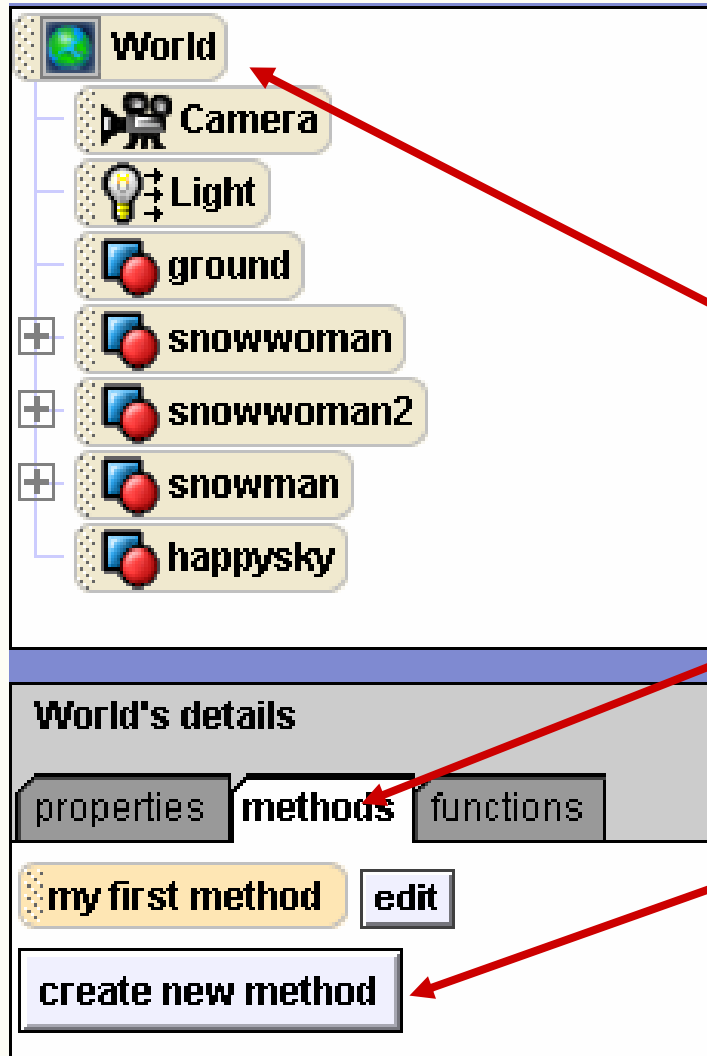 World
Camera
Light
ground
snowwoman
snowwoman2
snowman
happysky
World's details
properties methods functions
my first method edit
create new method